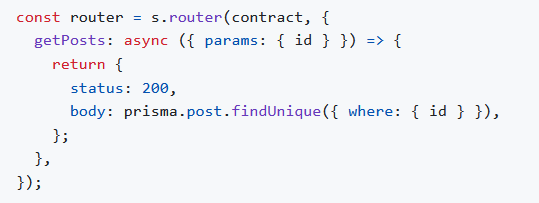 const router = s.router(contract, {
  getPosts: async ({ params: { id } }) => {
    return {
      status: 200,
      body: prisma.post.findUnique({ where: { id } }),
    };
  },
});